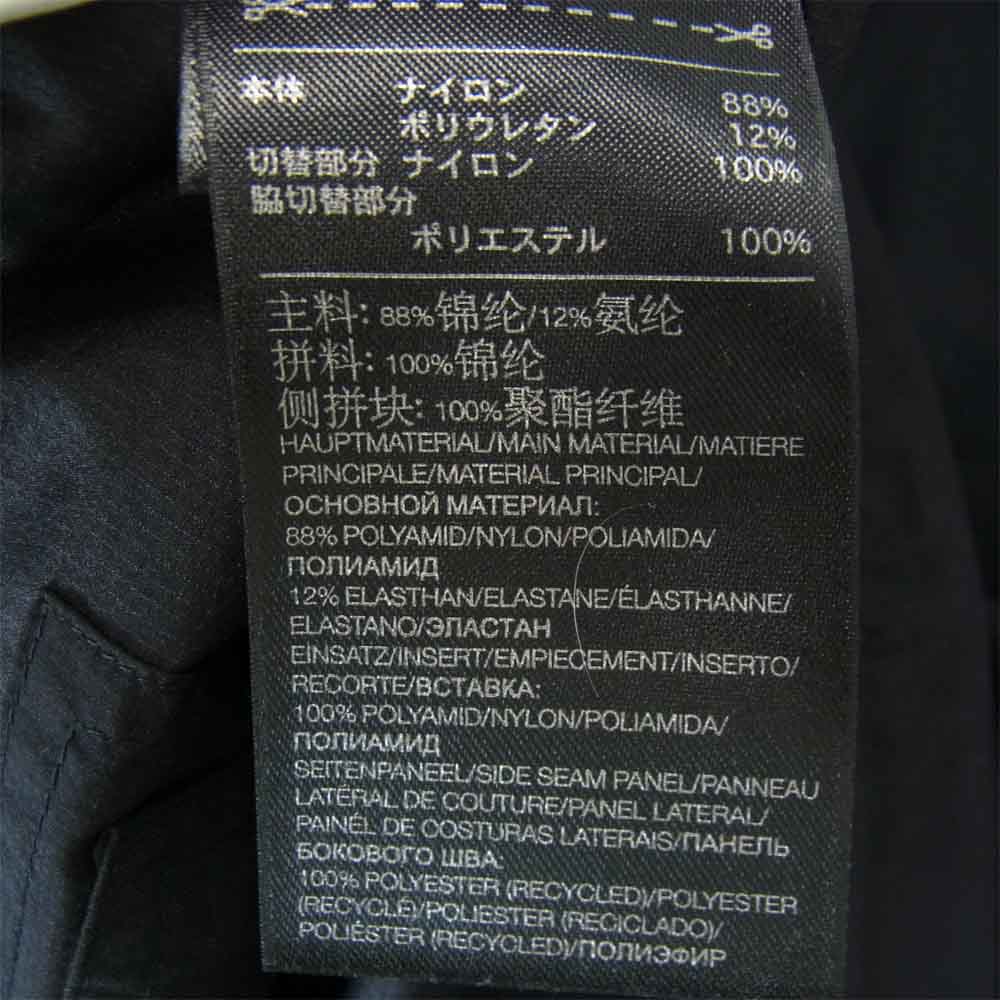 本体 ナイロン 88%
ポリウレタン 12%
切替部分 ナイロン 100%
脇切替部分
ポリエステル 100%
主料: 88%锦纶/12%氨纶
拼料: 100%锦纶
侧拼块: 100%聚酯纤维
HAUPTMATERIAL/MAIN MATERIAL/MATIERE
PRINCIPALE/MATERIAL PRINCIPAL/
ОСНОВНОЙ МАТЕРИАЛ:
88% POLYAMID/NYLON/POLIAMIDA/
ПОЛИАМИД
12% ELASTHAN/ELASTANE/ÉLASTHANNE/
ELASTANO/ЭЛАСТАН
EINSATZ/INSERT/EMPIECEMENT/INSERTO/
RECORTE/ВСТАВКА:
100% POLYAMID/NYLON/POLIAMIDA/
ПОЛИАМИД
SEITENPANEEL/SIDE SEAM PANEL/PANNEAU
LATÉRAL DE COUTURE/PANEL LATERAL/
PAINÉL DE COSTURAS LATERAIS/ПАНЕЛЬ
БОКОВОГО ШВА:
100% POLYESTER (RECYCLED)/POLYESTER
(RECYCLÉ)/POLIESTER (RECICLADO)/
POLIÉSTER (RECYCLED)/ПОЛИЭФИР